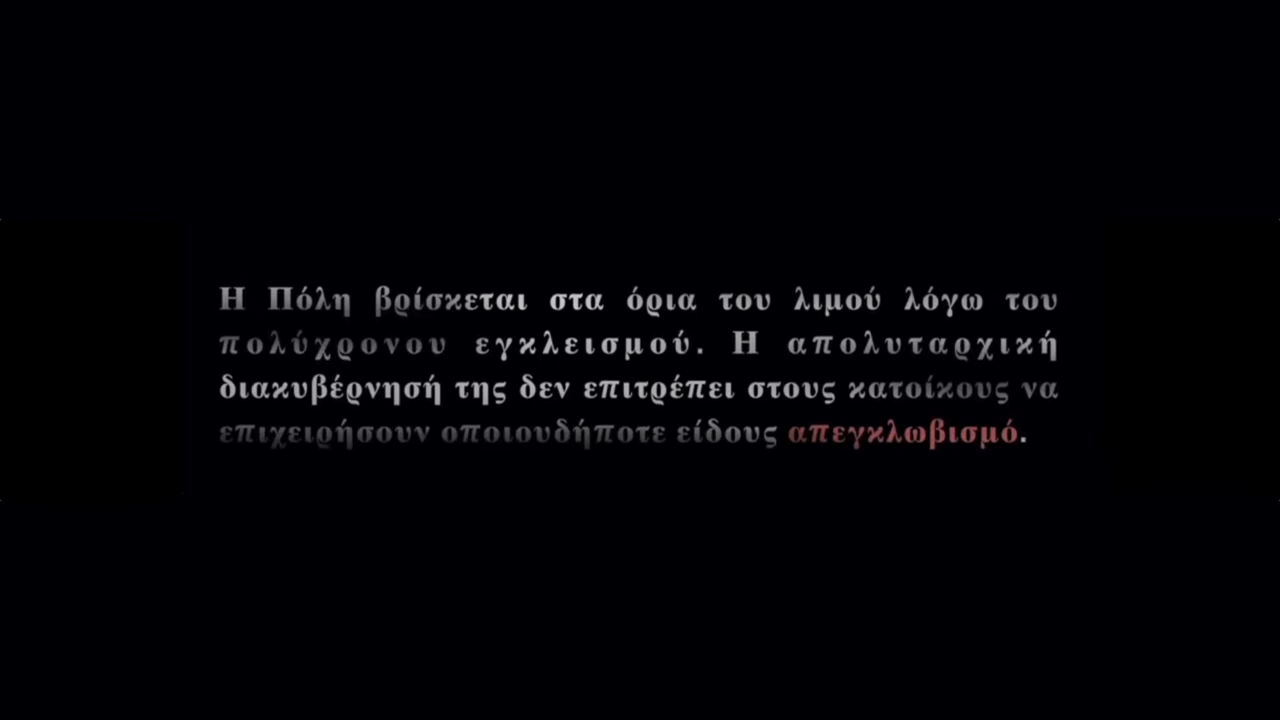 Η Πόλη βρίσκεται στα όρια του λιμού λόγω του
πολύχρονου εγκλεισμού. Η απολυταρχική
διακυβέρνησή της δεν επιτρέπει στους κατοίκους να
επιχειρήσουν οποιουδήποτε είδους απεγκλωβισμό.